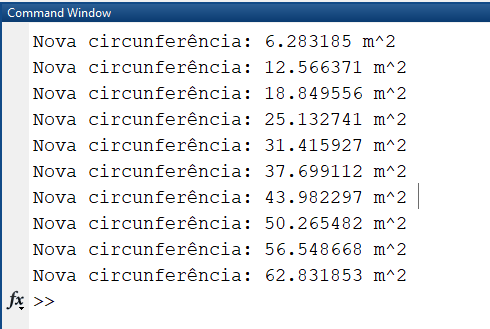 Command Window
Nova circunferência: 6.283185 m^2
Nova circunferência: 12.566371 m^2
Nova circunferência: 18.849556 m^2
Nova circunferência: 25.132741 m^2
Nova circunferência: 31.415927 m^2
Nova circunferência: 37.699112 m^2
Nova circunferência: 43.982297 m^2
Nova circunferência: 50.265482 m^2
Nova circunferência: 56.548668 m^2
Nova circunferência: 62.831853 m^2
fx >>